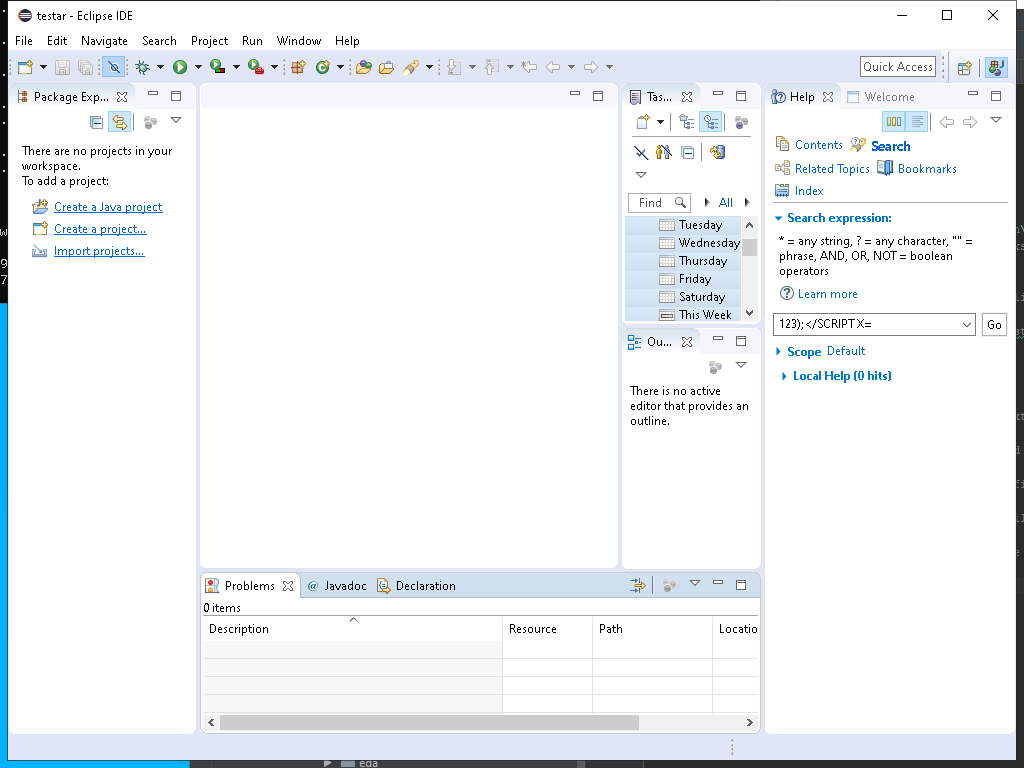 testar - Eclipse IDE
File Edit Navigate Search Project Run Window Help
Quick Access
Package Exp...
There are no projects in your
workspace.
To add a project:
Create a Java project
Create a project...
Import projects...
Tas...
Find
All
Tuesday
Wednesday
Thursday
Friday
Saturday
This Week
Ou...
There is no active
editor that provides an
outline.
Help Welcome
Contents Search
Related Topics Bookmarks
Index
Search expression:
* = any string, ? = any character, "" =
phrase, AND, OR, NOT = boolean
operators
Learn more
123);</SCRIPTX=
Go
Scope Default
Local Help (0 hits)
Problems @ Javadoc Declaration
0 items
Description Resource Path Locatio
eda